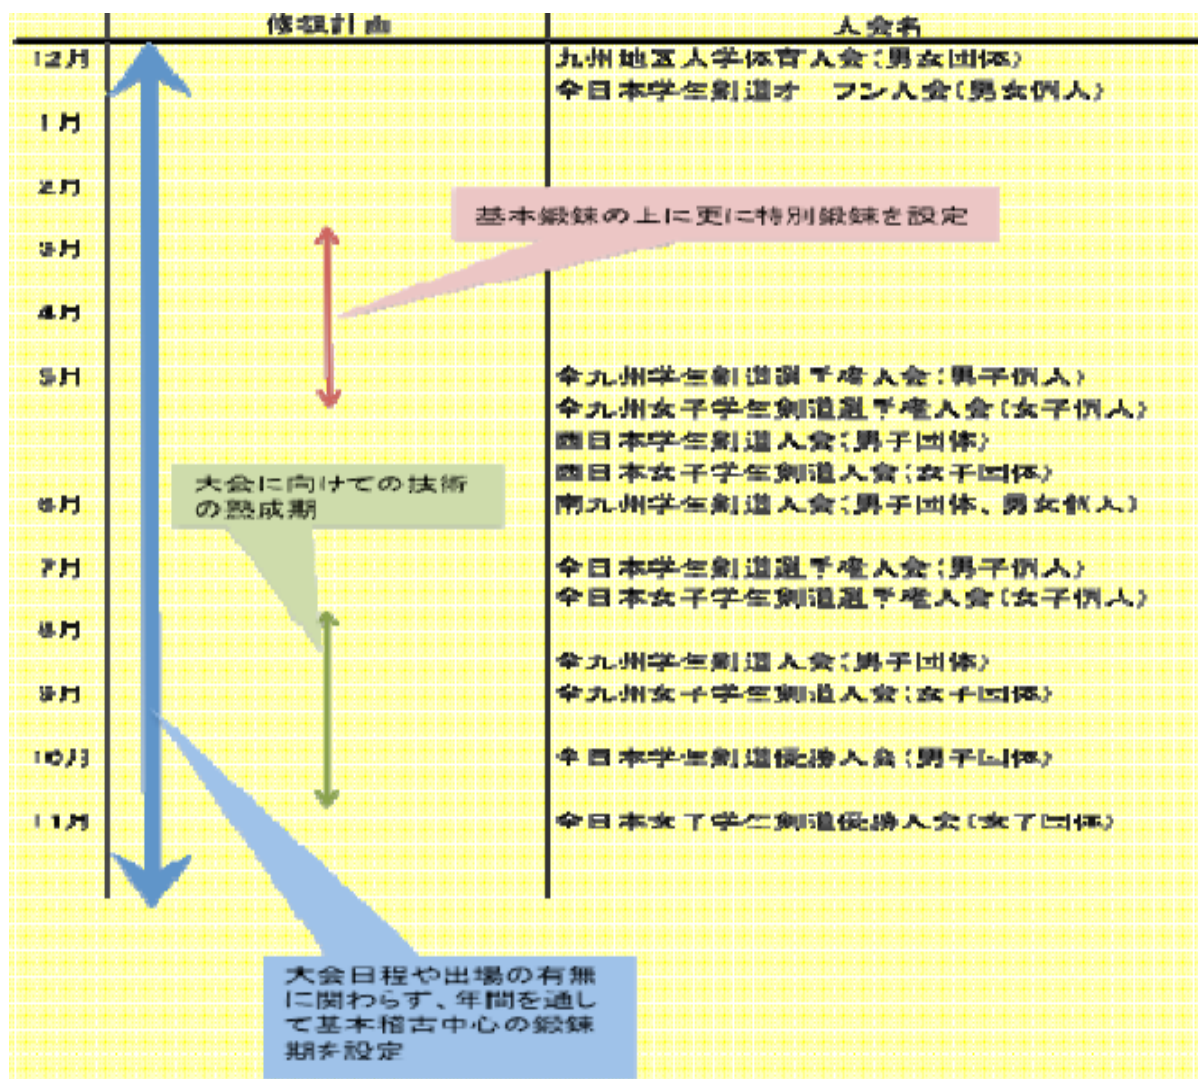 修行計画 大会名
12月 九州地区大学体育大会(男女団体)
全日本学生剣道オープン大会(男女個人)
1月
2月
基本鍛錬の上に更に特別鍛錬を設定
3月
4月
5月 全九州学生剣道選手権大会(男子個人)
全九州女子学生剣道選手権大会(女子個人)
西日本学生剣道大会(男子団体)
西日本女子学生剣道大会(女子団体)
大会に向けての技術
の熟成期
6月 南九州学生剣道大会(男子団体、男女個人)
7月 全日本学生剣道選手権大会(男子個人)
全日本女子学生剣道選手権大会(女子個人)
8月
全九州学生剣道大会(男子団体)
9月 全九州女子学生剣道大会(女子団体)
10月 全日本学生剣道優勝大会(男子団体)
11月 全日本女子学生剣道優勝大会(女子団体)
大会日程や出場の有無
に関わらず、年間を通し
て基本稽古中心の鍛錬
期を設定